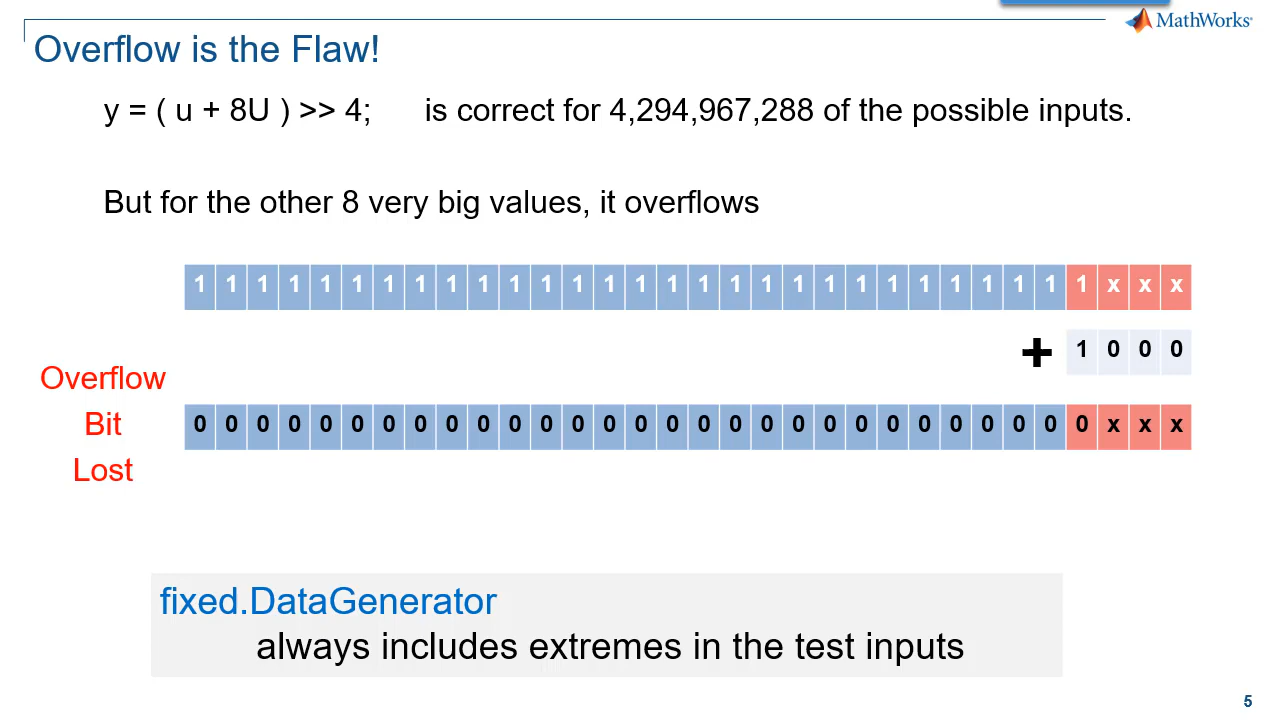 MathWorks®
Overflow is the Flaw!
y = ( u + 8U ) >> 4; is correct for 4,294,967,288 of the possible inputs.
But for the other 8 very big values, it overflows
1 1 1 1 1 1 1 1 1 1 1 1 1 1 1 1 1 1 1 1 1 1 1 1 1 1 1 1 1 x x x
+ 1 0 0 0
Overflow
Bit
Lost
0 0 0 0 0 0 0 0 0 0 0 0 0 0 0 0 0 0 0 0 0 0 0 0 0 0 0 0 0 x x x
fixed.DataGenerator
always includes extremes in the test inputs
5